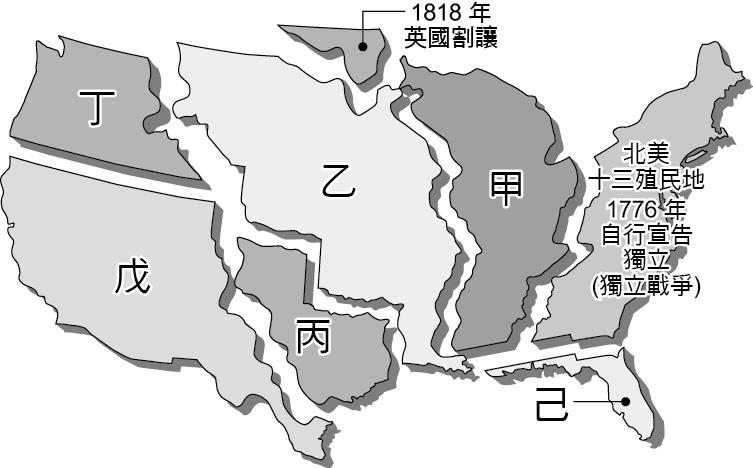 1818 年
英國割讓
丁
乙
甲
北美
十三殖民地
1776 年
自行宣告
獨立
(獨立戰爭)
戊
丙
己